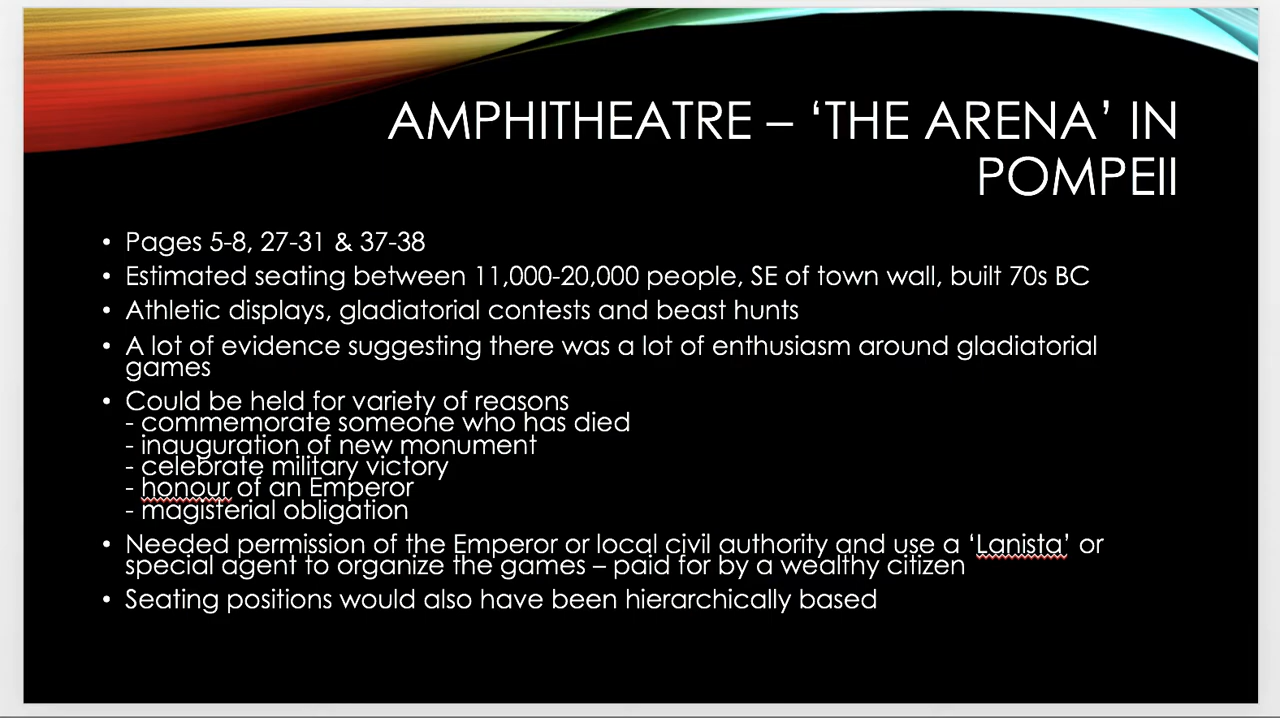 AMPHITHEATRE – ‘THE ARENA’ IN
POMPEII
• Pages 5-8, 27-31 & 37-38
• Estimated seating between 11,000-20,000 people, SE of town wall, built 70s BC
• Athletic displays, gladiatorial contests and beast hunts
• A lot of evidence suggesting there was a lot of enthusiasm around gladiatorial
games
• Could be held for variety of reasons
- commemorate someone who has died
- inauguration of new monument
- celebrate military victory
- honour of an Emperor
- magisterial obligation
• Needed permission of the Emperor or local civil authority and use a ‘Lanista’ or
special agent to organize the games – paid for by a wealthy citizen
• Seating positions would also have been hierarchically based